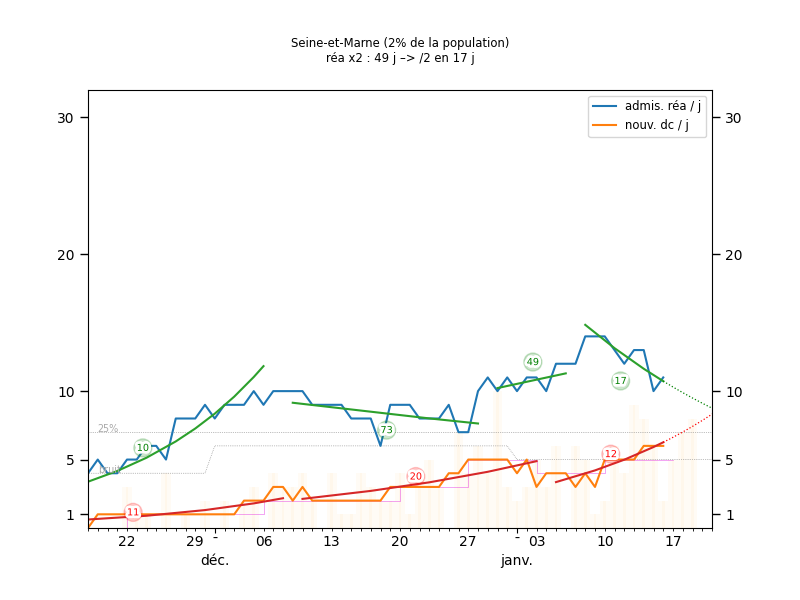 Seine-et-Marne (2% de la population)
réa x2 : 49 j –> /2 en 17 j
admis. réa / j
nouv. dc / j
30 30
20 20
10 10
5 5
1 1
49
17
25%
73
10
bruit
12
20
11
22 29 - 06 13 20 27 - 03 10 17
déc. janv.